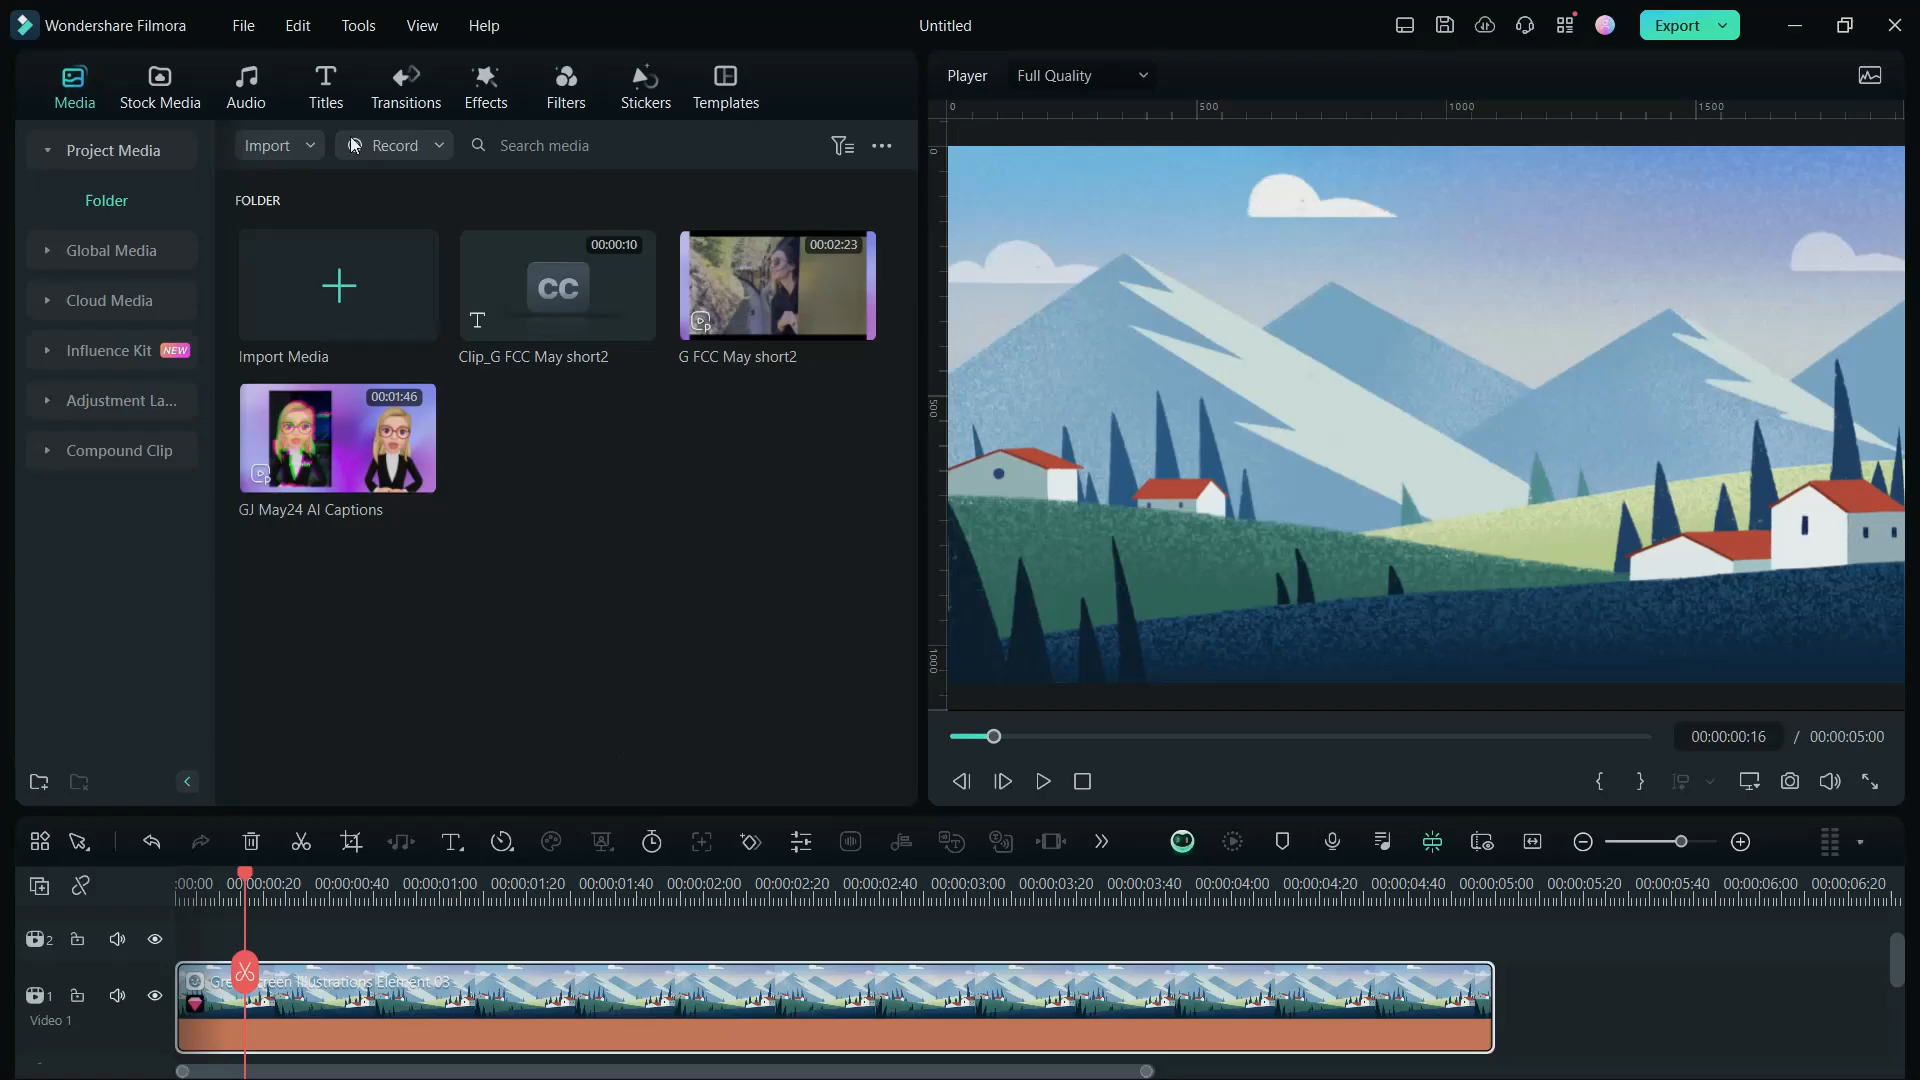 Wondershare Filmora
File
Edit
Tools
View
Help
Untitled
Export
Media
Stock Media
Audio
Titles
Transitions
Effects
Filters
Stickers
Templates
Player
Full Quality
0
500
1000
1500
Project Media
Import
Record
Search media
Folder
FOLDER
Global Media
Cloud Media
Influence Kit
NEW
Adjustment La...
Compound Clip
Import Media
00:00:10
CC
T
Clip_G FCC May short2
00:02:23
G FCC May short2
00:01:46
GJ May24 AI Captions
0
500
1000
00:00:00:16 / 00:00:05:00
:00:00 00:00:00:20 00:00:00:40 00:00:01:00 00:00:01:20 00:00:01:40 00:00:02:00 00:00:02:20 00:00:02:40 00:00:03:00 00:00:03:20 00:00:03:40 00:00:04:00 00:00:04:20 00:00:04:40 00:00:05:00 00:00:05:20 00:00:05:40 00:00:06:00 00:00:06:20
2
Illustrations Element 03
1
Video 1